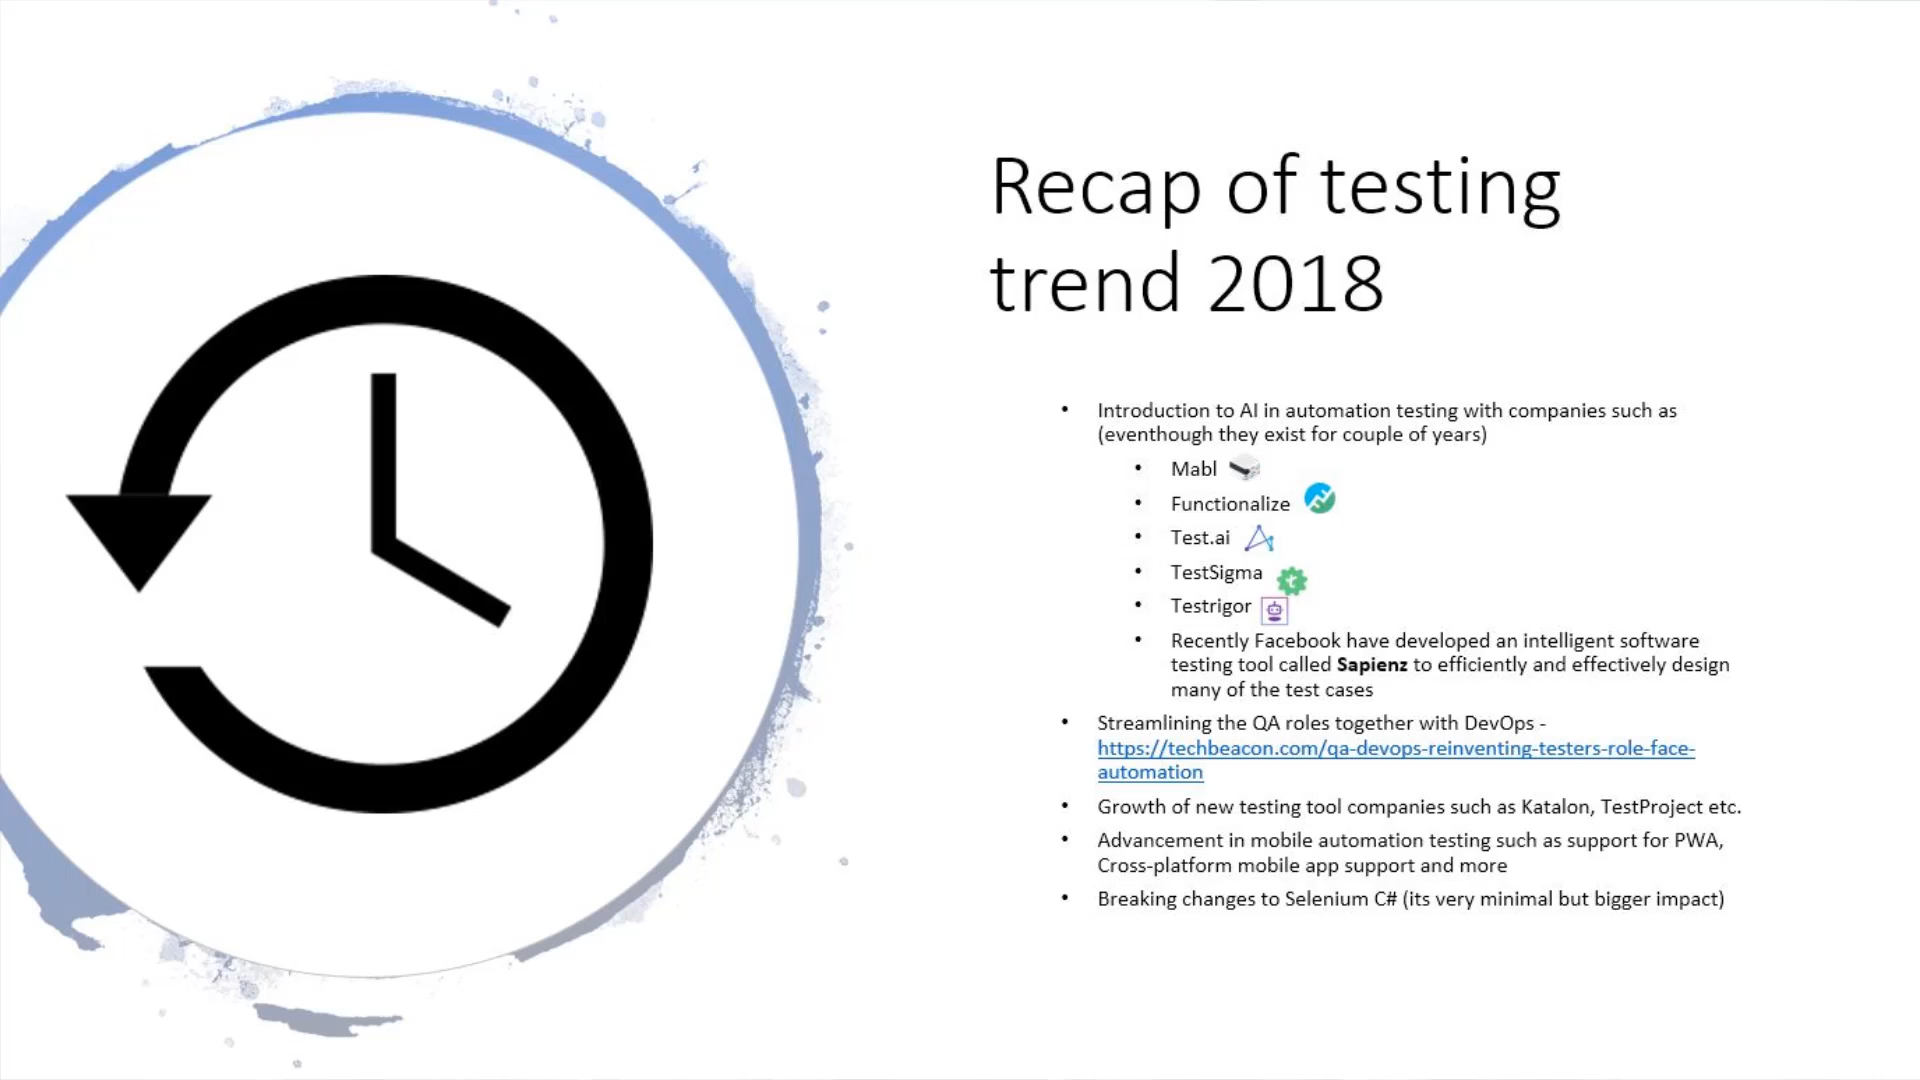 Recap of testing
trend 2018
• Introduction to AI in automation testing with companies such as
(eventhough they exist for couple of years)
• Mabl
• Functionalize
• Test.ai
• TestSigma
• Testrigor
• Recently Facebook have developed an intelligent software
testing tool called Sapienz to efficiently and effectively design
many of the test cases
• Streamlining the QA roles together with DevOps -
https://techbeacon.com/qa-devops-reinventing-testers-role-face-
automation
• Growth of new testing tool companies such as Katalon, TestProject etc.
• Advancement in mobile automation testing such as support for PWA,
Cross-platform mobile app support and more
• Breaking changes to Selenium C# (its very minimal but bigger impact)